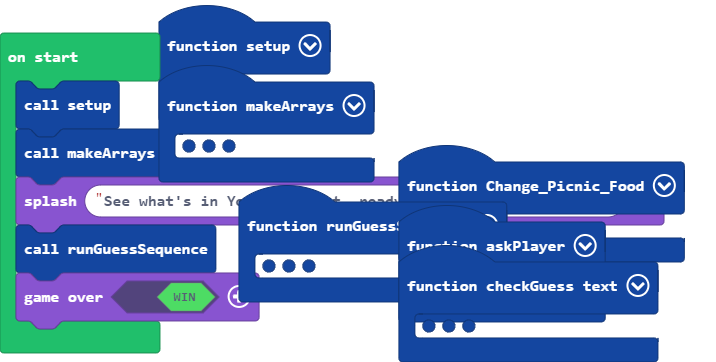 function setup
on start
call setup
function makeArrays
call makeArrays
function Change_Picnic_Food
splash "See what's in Yo
function runGuessS
call runGuessSequence
function askPlayer
function checkGuess text
game over WIN